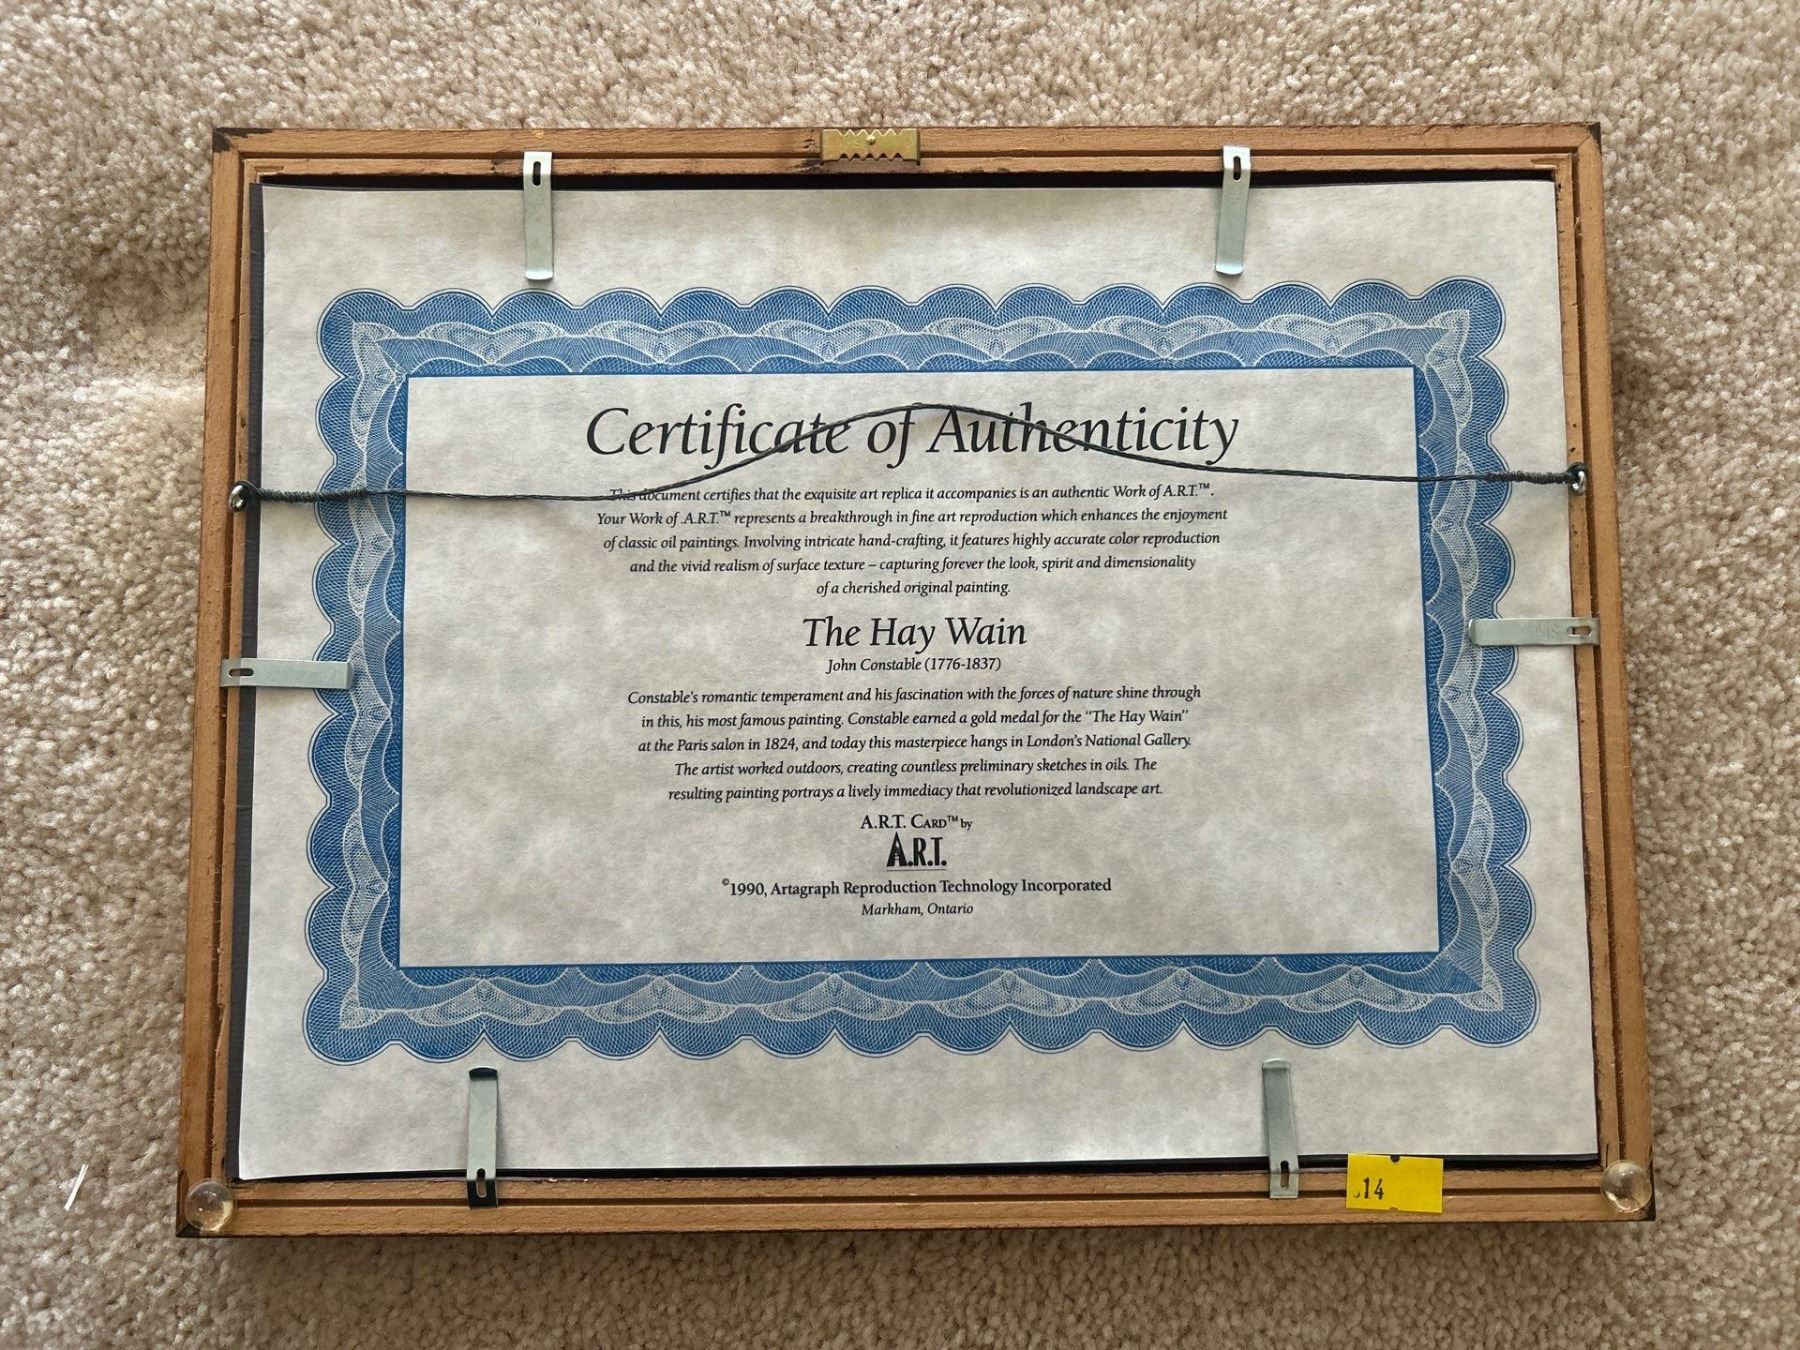 Certificate of Authenticity
This document certifies that the exquisite art replica it accompanies is an authentic Work of A.R.T.™.
Your Work of A.R.T.™ represents a breakthrough in fine art reproduction which enhances the enjoyment
of classic oil paintings. Involving intricate hand-crafting, it features highly accurate color reproduction
and the vivid realism of surface texture – capturing forever the look, spirit and dimensionality
of a cherished original painting.
The Hay Wain
John Constable (1776-1837)
Constable's romantic temperament and his fascination with the forces of nature shine through
in this, his most famous painting. Constable earned a gold medal for the "The Hay Wain"
at the Paris salon in 1824, and today this masterpiece hangs in London's National Gallery.
The artist worked outdoors, creating countless preliminary sketches in oils. The
resulting painting portrays a lively immediacy that revolutionized landscape art.
A.R.T. CARD™ by
A.R.T.
©1990, Artagraph Reproduction Technology Incorporated
Markham, Ontario
14